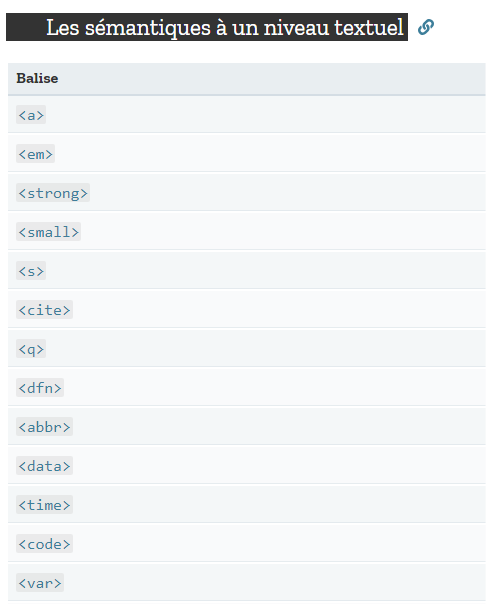 Les sémantiques à un niveau textuel
Balise
<a>
<em>
<strong>
<small>
<s>
<cite>
<q>
<dfn>
<abbr>
<data>
<time>
<code>
<var>